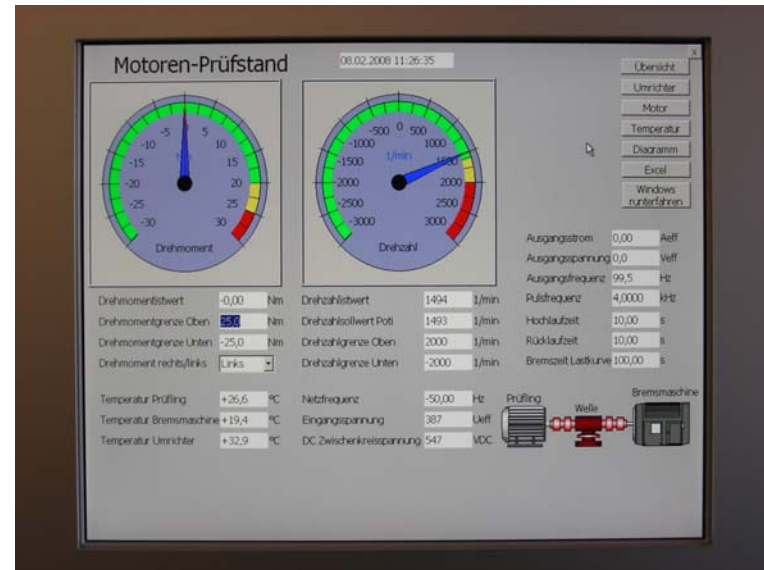 Motoren-Prüfstand
08.02.2008 11:26:35
x
Übersicht
Umrichter
Motor
Temperatur
Diagramm
Excel
Windows
runterfahren
-5 0 5
-10 10
-15 15
-20 20
-25 25
-30 30
Nm
Drehmoment
-500 0 500
-1000 1000
-1500 1500
-2000 2000
-2500 2500
-3000 3000
1/min
Drehzahl
Ausgangsstrom 0,00 Aeff
Ausgangsspannung 0,0 Veff
Ausgangsfrequenz 99,5 Hz
Pulsfrequenz 4,0000 kHz
Hochlaufzeit 10,00 s
Rücklaufzeit 10,00 s
Bremszeit Lastkurve 100,00 s
Drehmomentistwert -0,00 Nm
Drehmomentgrenze Oben 25,0 Nm
Drehmomentgrenze Unten -25,0 Nm
Drehmoment rechts/links Links
Drehzahlistwert 1494 1/min
Drehzahlsollwert Poti 1493 1/min
Drehzahlgrenze Oben 2000 1/min
Drehzahlgrenze Unten -2000 1/min
Temperatur Prüfling +26,6 °C
Temperatur Bremsmaschine +19,4 °C
Temperatur Umrichter +32,9 °C
Netzfrequenz -50,00 Hz
Eingangsspannung 387 Ueff
DC Zwischenkreisspannung 547 VDC
Prüfling
Welle
Bremsmaschine